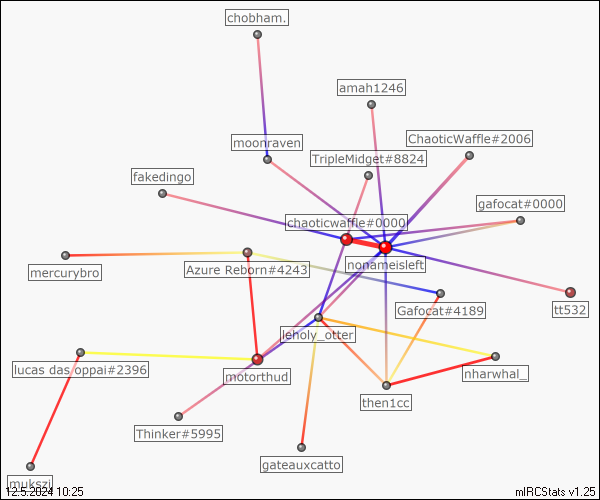 chobham.
amah1246
ChaoticWaffle#2006
moonraven
TripleMidget#8824
fakedingo
gafocat#0000
chaoticwaffle#0000
nonameisleft
mercurybro
Azure Reborn#4243
Gafocat#4189
tt532
leholy_otter
lucas das oppai#2396
motorthud
nharwhal_
then1cc
Thinker#5995
gateauxcatto
mukszi
12.5.2024 10:25
mIRCStats v1.25